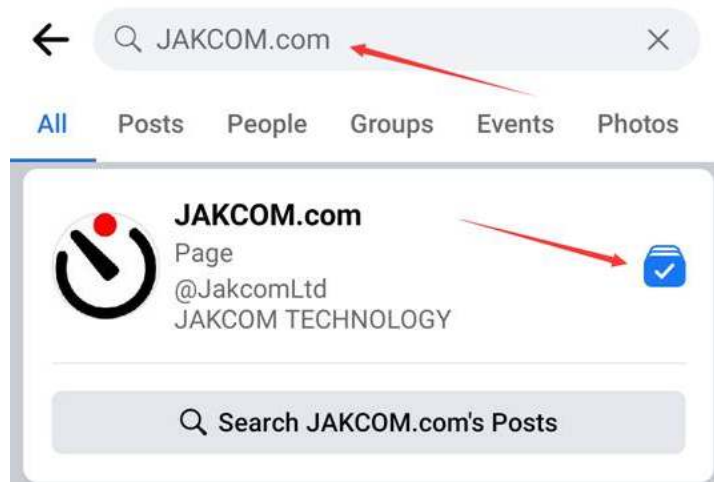 JAKCOM.com
All Posts People Groups Events Photos
JAKCOM.com
Page
@JakcomLtd
JAKCOM TECHNOLOGY
Search JAKCOM.com's Posts